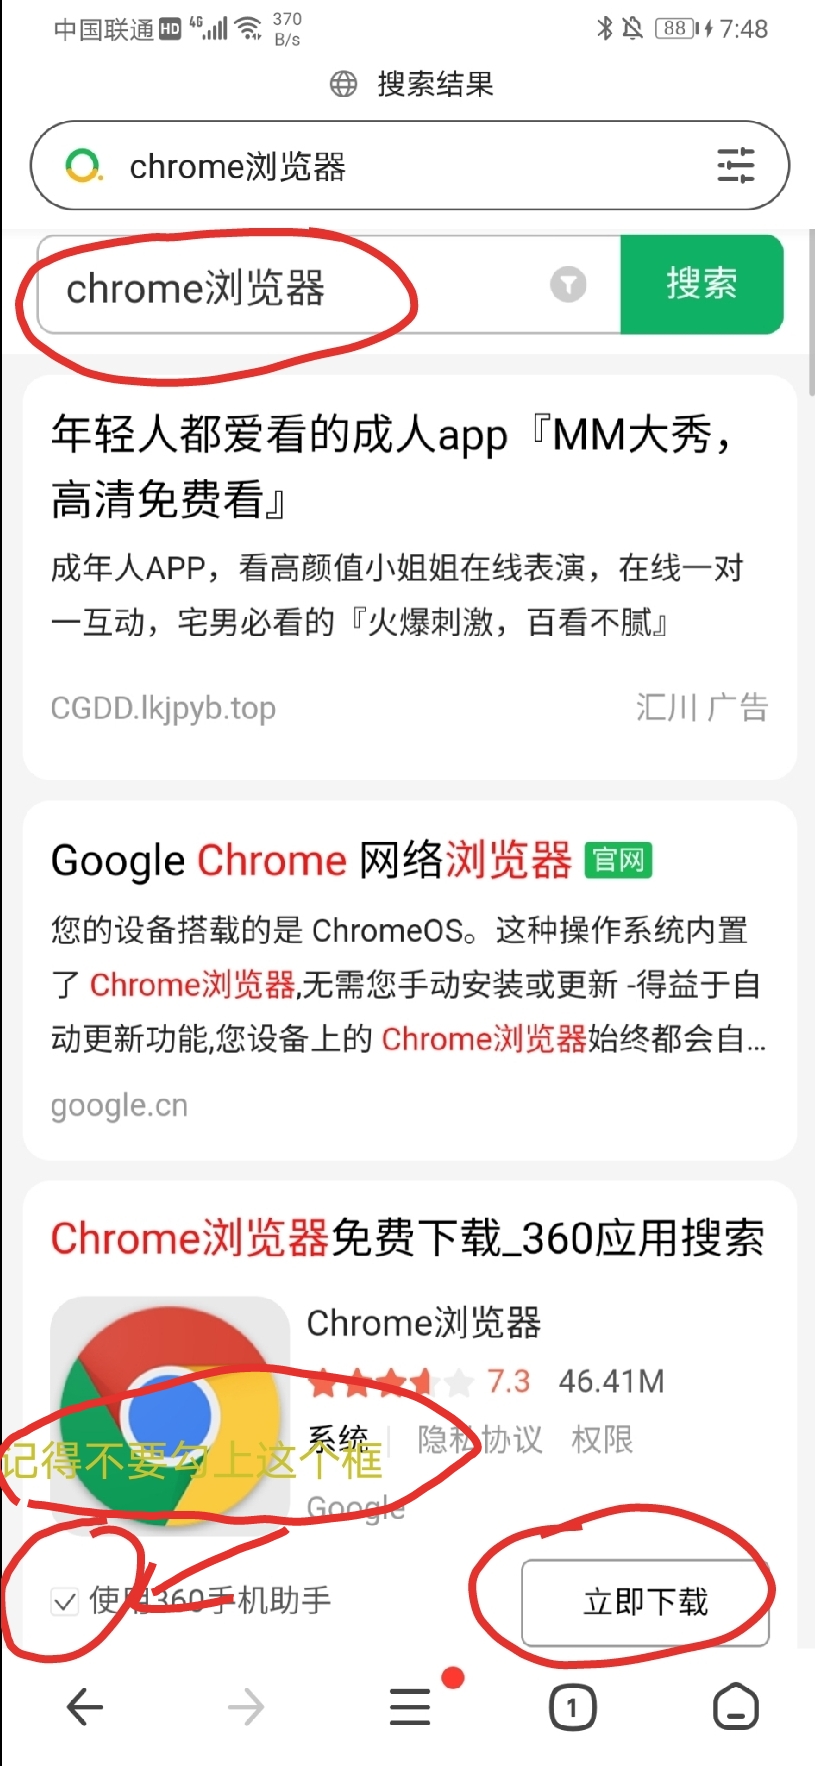 中国联通 HD 4G 370 B/s 88 7:48
搜索结果
chrome浏览器
chrome浏览器 搜索
年轻人都爱看的成人app『MM大秀，
高清免费看』
成年人APP，看高颜值小姐姐在线表演，在线一对
一互动，宅男必看的『火爆刺激，百看不腻』
CGDD.lkjpyb.top 汇川 广告
Google Chrome 网络浏览器 官网
您的设备搭载的是 ChromeOS。这种操作系统内置
了 Chrome浏览器,无需您手动安装或更新 -得益于自
动更新功能,您设备上的 Chrome浏览器始终都会自...
google.cn
Chrome浏览器免费下载_360应用搜索
Chrome浏览器
7.3 46.41M
系统 隐私协议 权限
记得不要勾上这个框
Google
使用360手机助手 立即下载
1